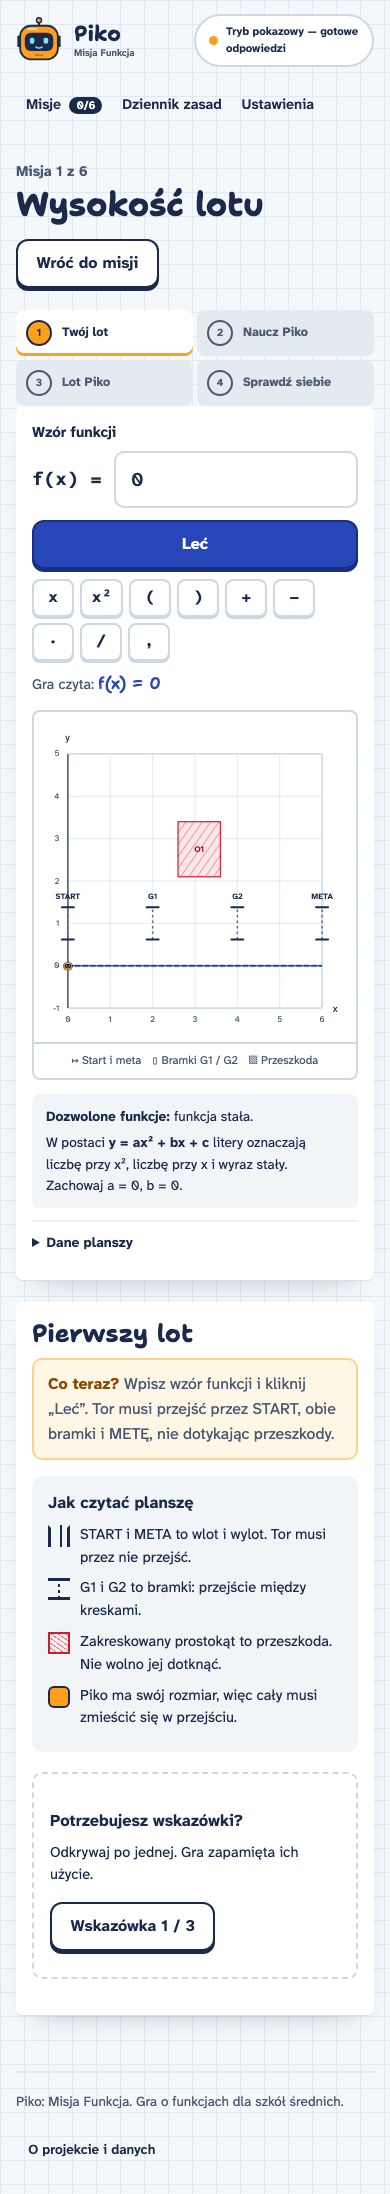 Piko
Misja Funkcja
Tryb pokazowy — gotowe
odpowiedzi
Misje 0/6 Dziennik zasad Ustawienia
Misja 1 z 6
Wysokość lotu
Wróć do misji
1 Twój lot
2 Naucz Piko
3 Lot Piko
4 Sprawdź siebie
Wzór funkcji
f(x) = 0
Leć
x x² ( ) + −
· / ,
Gra czyta: f(x) = 0
y
5
4
3
O1
2
START G1 G2 META
1
0
-1
x
0 1 2 3 4 5 6
↦ Start i meta ▯ Bramki G1 / G2 ▨ Przeszkoda
Dozwolone funkcje: funkcja stała.
W postaci y = ax² + bx + c litery oznaczają
liczbę przy x², liczbę przy x i wyraz stały.
Zachowaj a = 0, b = 0.
▶ Dane planszy
Pierwszy lot
Co teraz? Wpisz wzór funkcji i kliknij
„Leć”. Tor musi przejść przez START, obie
bramki i METĘ, nie dotykając przeszkody.
Jak czytać planszę
START i META to wlot i wylot. Tor musi
przez nie przejść.
G1 i G2 to bramki: przejście między
kreskami.
Zakreskowany prostokąt to przeszkoda.
Nie wolno jej dotknąć.
Piko ma swój rozmiar, więc cały musi
zmieścić się w przejściu.
Potrzebujesz wskazówki?
Odkrywaj po jednej. Gra zapamięta ich
użycie.
Wskazówka 1 / 3
Piko: Misja Funkcja. Gra o funkcjach dla szkół średnich.
O projekcie i danych